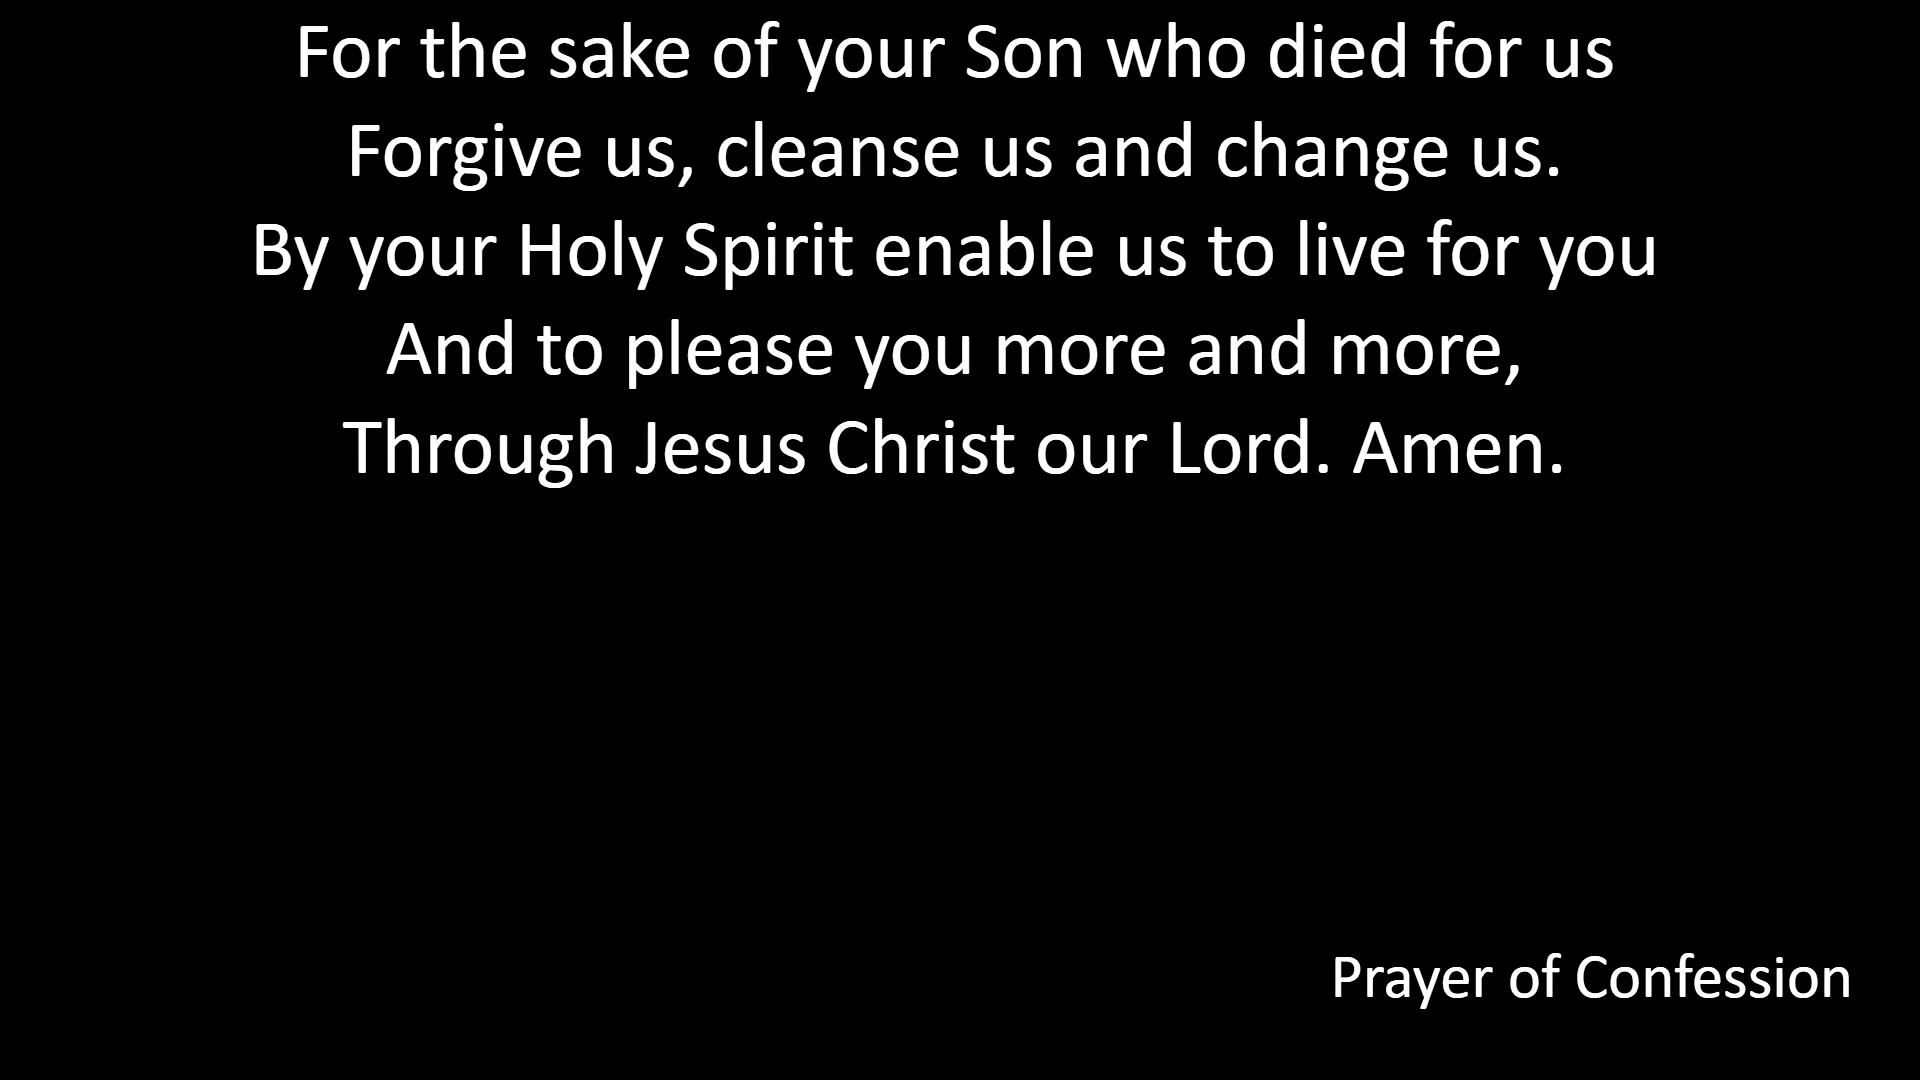 For the sake of your Son who died for us
Forgive us, cleanse us and change us.
By your Holy Spirit enable us to live for you
And to please you more and more,
Through Jesus Christ our Lord. Amen.
Prayer of Confession